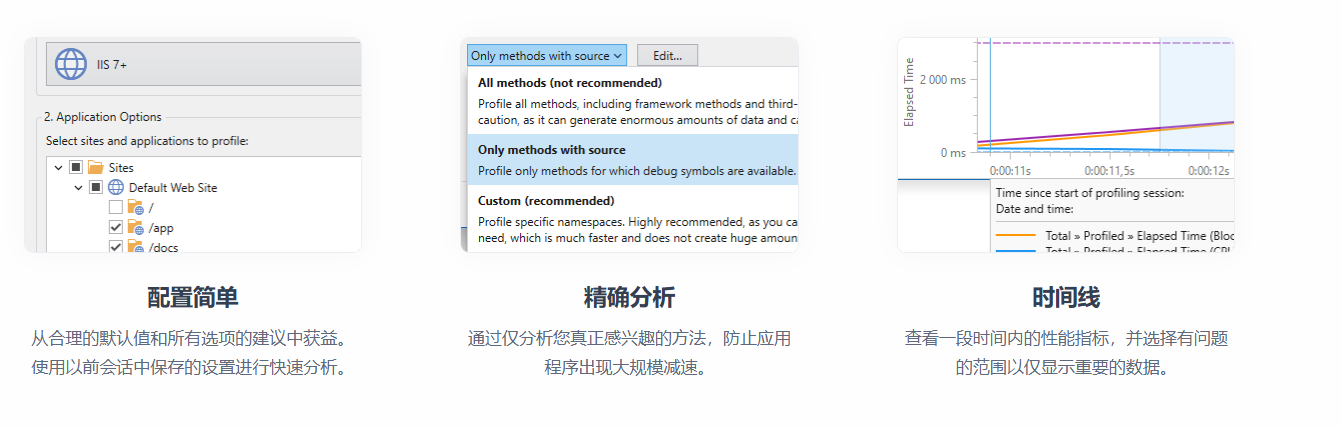 IIS 7+
2. Application Options
Select sites and applications to profile:
Sites
Default Web Site
/
/app
/docs
配置简单
从合理的默认值和所有选项的建议中获益。
使用以前会话中保存的设置进行快速分析。
Only methods with source
Edit...
All methods (not recommended)
Profile all methods, including framework methods and third-
caution, as it can generate enormous amounts of data and ca
Only methods with source
Profile only methods for which debug symbols are available.
Custom (recommended)
Profile specific namespaces. Highly recommended, as you ca
need, which is much faster and does not create huge amoun
精确分析
通过仅分析您真正感兴趣的方法，防止应用
程序出现大规模减速。
Elapsed Time
2 000 ms
0 ms
0:00:11s
0:00:11,5s
0:00:12s
Time since start of profiling session:
Date and time:
Total » Profiled » Elapsed Time (Bloc
Total » Profiled » Elapsed Time (CPU
时间线
查看一段时间内的性能指标，并选择有问题
的范围以仅显示重要的数据。